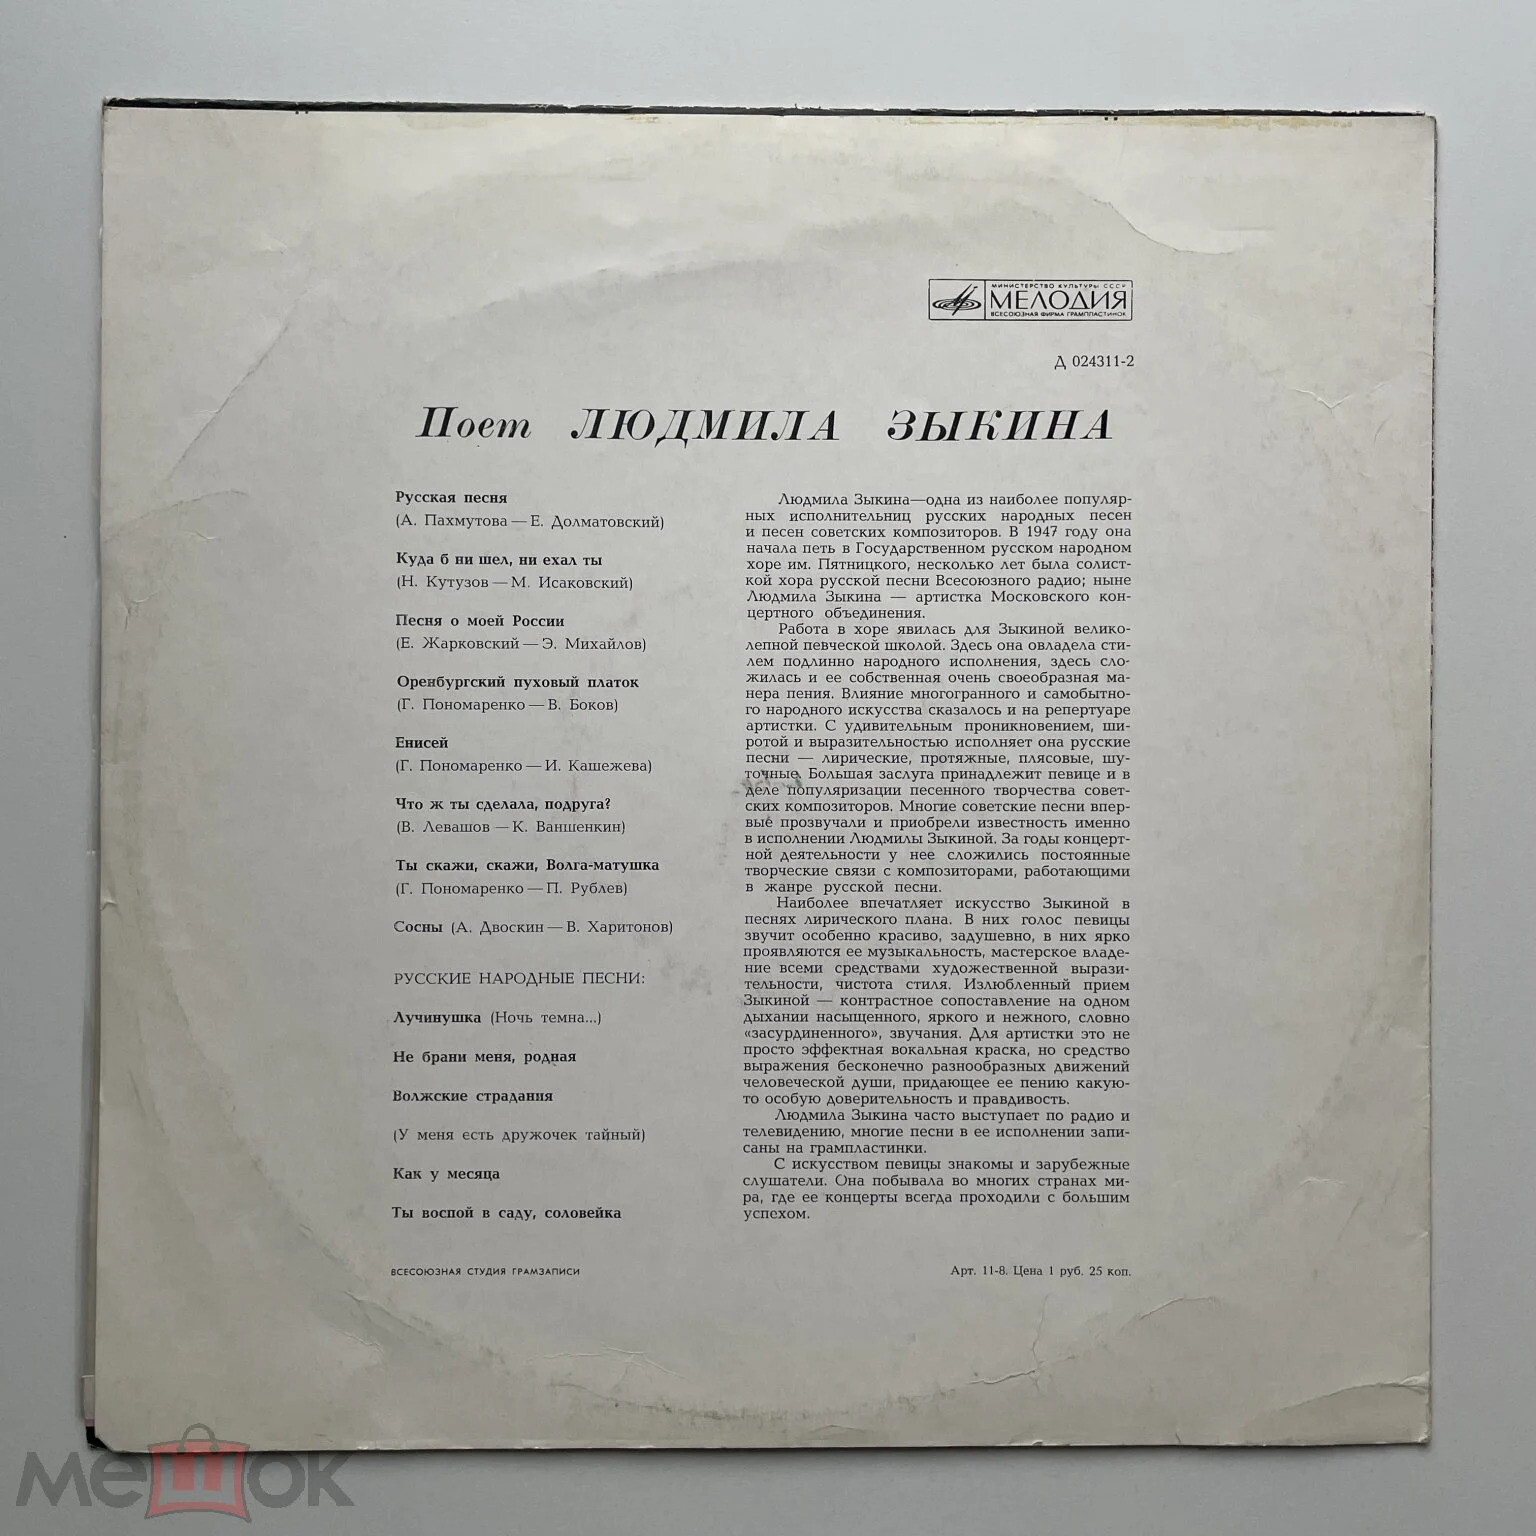 МИНИСТЕРСТВО КУЛЬТУРЫ СССР
МЕЛОДИЯ
ВСЕСОЮЗНАЯ ФИРМА ГРАМПЛАСТИНОК
Д 024311-2
Поет ЛЮДМИЛА ЗЫКИНА
Русская песня
(А. Пахмутова — Е. Долматовский)
Куда б ни шел, ни ехал ты
(Н. Кутузов — М. Исаковский)
Песня о моей России
(Е. Жарковский — Э. Михайлов)
Оренбургский пуховый платок
(Г. Пономаренко — В. Боков)
Енисей
(Г. Пономаренко — И. Кашежева)
Что ж ты сделала, подруга?
(В. Левашов — К. Ваншенкин)
Ты скажи, скажи, Волга-матушка
(Г. Пономаренко — П. Рублев)
Сосны (А. Двоскин — В. Харитонов)
РУССКИЕ НАРОДНЫЕ ПЕСНИ:
Лучинушка (Ночь темна...)
Не брани меня, родная
Волжские страдания
(У меня есть дружочек тайный)
Как у месяца
Ты воспой в саду, соловейка
Людмила Зыкина—одна из наиболее популяр-
ных исполнительниц русских народных песен
и песен советских композиторов. В 1947 году она
начала петь в Государственном русском народном
хоре им. Пятницкого, несколько лет была солист-
кой хора русской песни Всесоюзного радио; ныне
Людмила Зыкина — артистка Московского кон-
цертного объединения.
Работа в хоре явилась для Зыкиной велико-
лепной певческой школой. Здесь она овладела сти-
лем подлинно народного исполнения, здесь сло-
жилась и ее собственная очень своеобразная ма-
нера пения. Влияние многогранного и самобытно-
го народного искусства сказалось и на репертуаре
артистки. С удивительным проникновением, ши-
ротой и выразительностью исполняет она русские
песни — лирические, протяжные, плясовые, шу-
точные. Большая заслуга принадлежит певице и в
деле популяризации песенного творчества совет-
ских композиторов. Многие советские песни впер-
вые прозвучали и приобрели известность именно
в исполнении Людмилы Зыкиной. За годы концерт-
ной деятельности у нее сложились постоянные
творческие связи с композиторами, работающими
в жанре русской песни.
Наиболее впечатляет искусство Зыкиной в
песнях лирического плана. В них голос певицы
звучит особенно красиво, задушевно, в них ярко
проявляются ее музыкальность, мастерское владе-
ние всеми средствами художественной вырази-
тельности, чистота стиля. Излюбленный прием
Зыкиной — контрастное сопоставление на одном
дыхании насыщенного, яркого и нежного, словно
«засурдиненного», звучания. Для артистки это не
просто эффектная вокальная краска, но средство
выражения бесконечно разнообразных движений
человеческой души, придающее ее пению какую-
то особую доверительность и правдивость.
Людмила Зыкина часто выступает по радио и
телевидению, многие песни в ее исполнении запи-
саны на грампластинки.
С искусством певицы знакомы и зарубежные
слушатели. Она побывала во многих странах ми-
ра, где ее концерты всегда проходили с большим
успехом.
ВСЕСОЮЗНАЯ СТУДИЯ ГРАМЗАПИСИ
Арт. 11-8. Цена 1 руб. 25 коп.
мешок